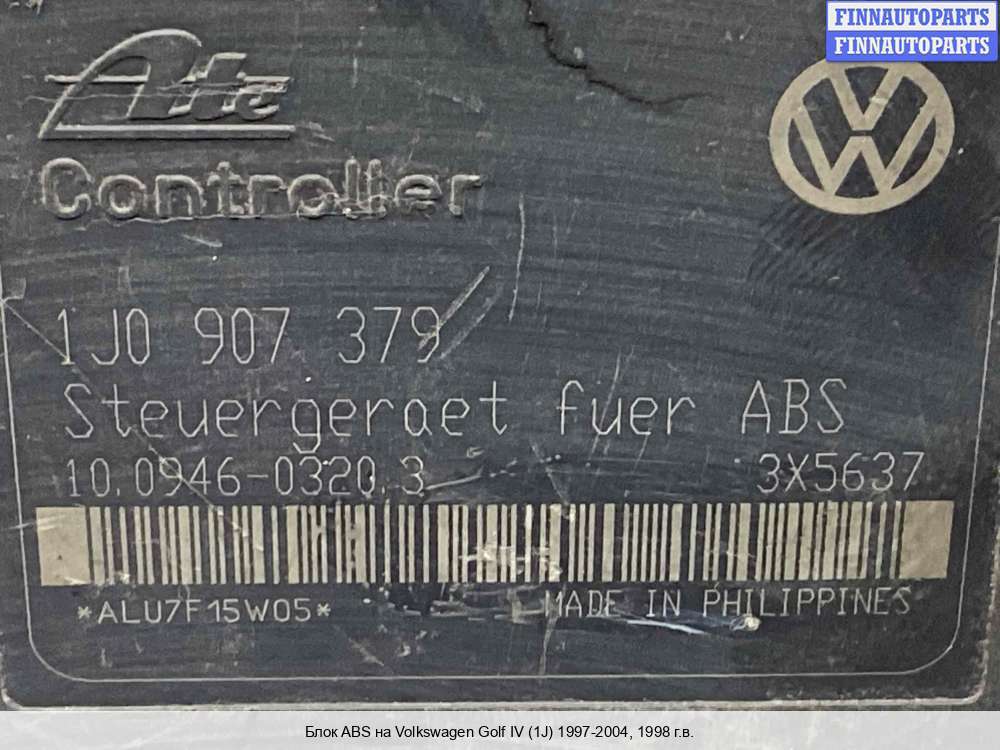 FINNAUTOPARTS
FINNAUTOPARTS
Ate
Controller
1J0 907 379
Steuergeraet fuer ABS
10.0946-0320.3 3X5637
*ALU7F15W05* MADE IN PHILIPPINES
Блок ABS на Volkswagen Golf IV (1J) 1997-2004, 1998 г.в.